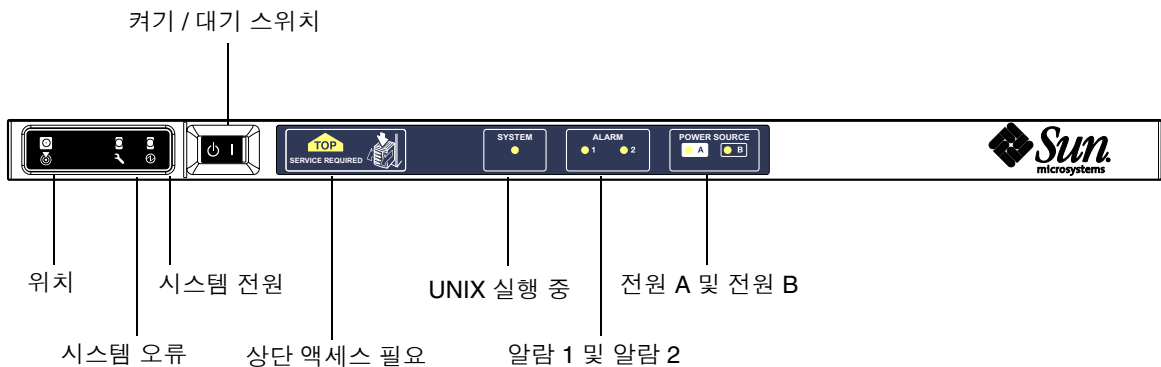 켜기 / 대기 스위치
TOP
SERVICE REQUIRED
SYSTEM
ALARM
1 2
POWER SOURCE
A B
Sun.
microsystems
위치
시스템 전원
UNIX 실행 중
전원 A 및 전원 B
시스템 오류
상단 액세스 필요
알람 1 및 알람 2